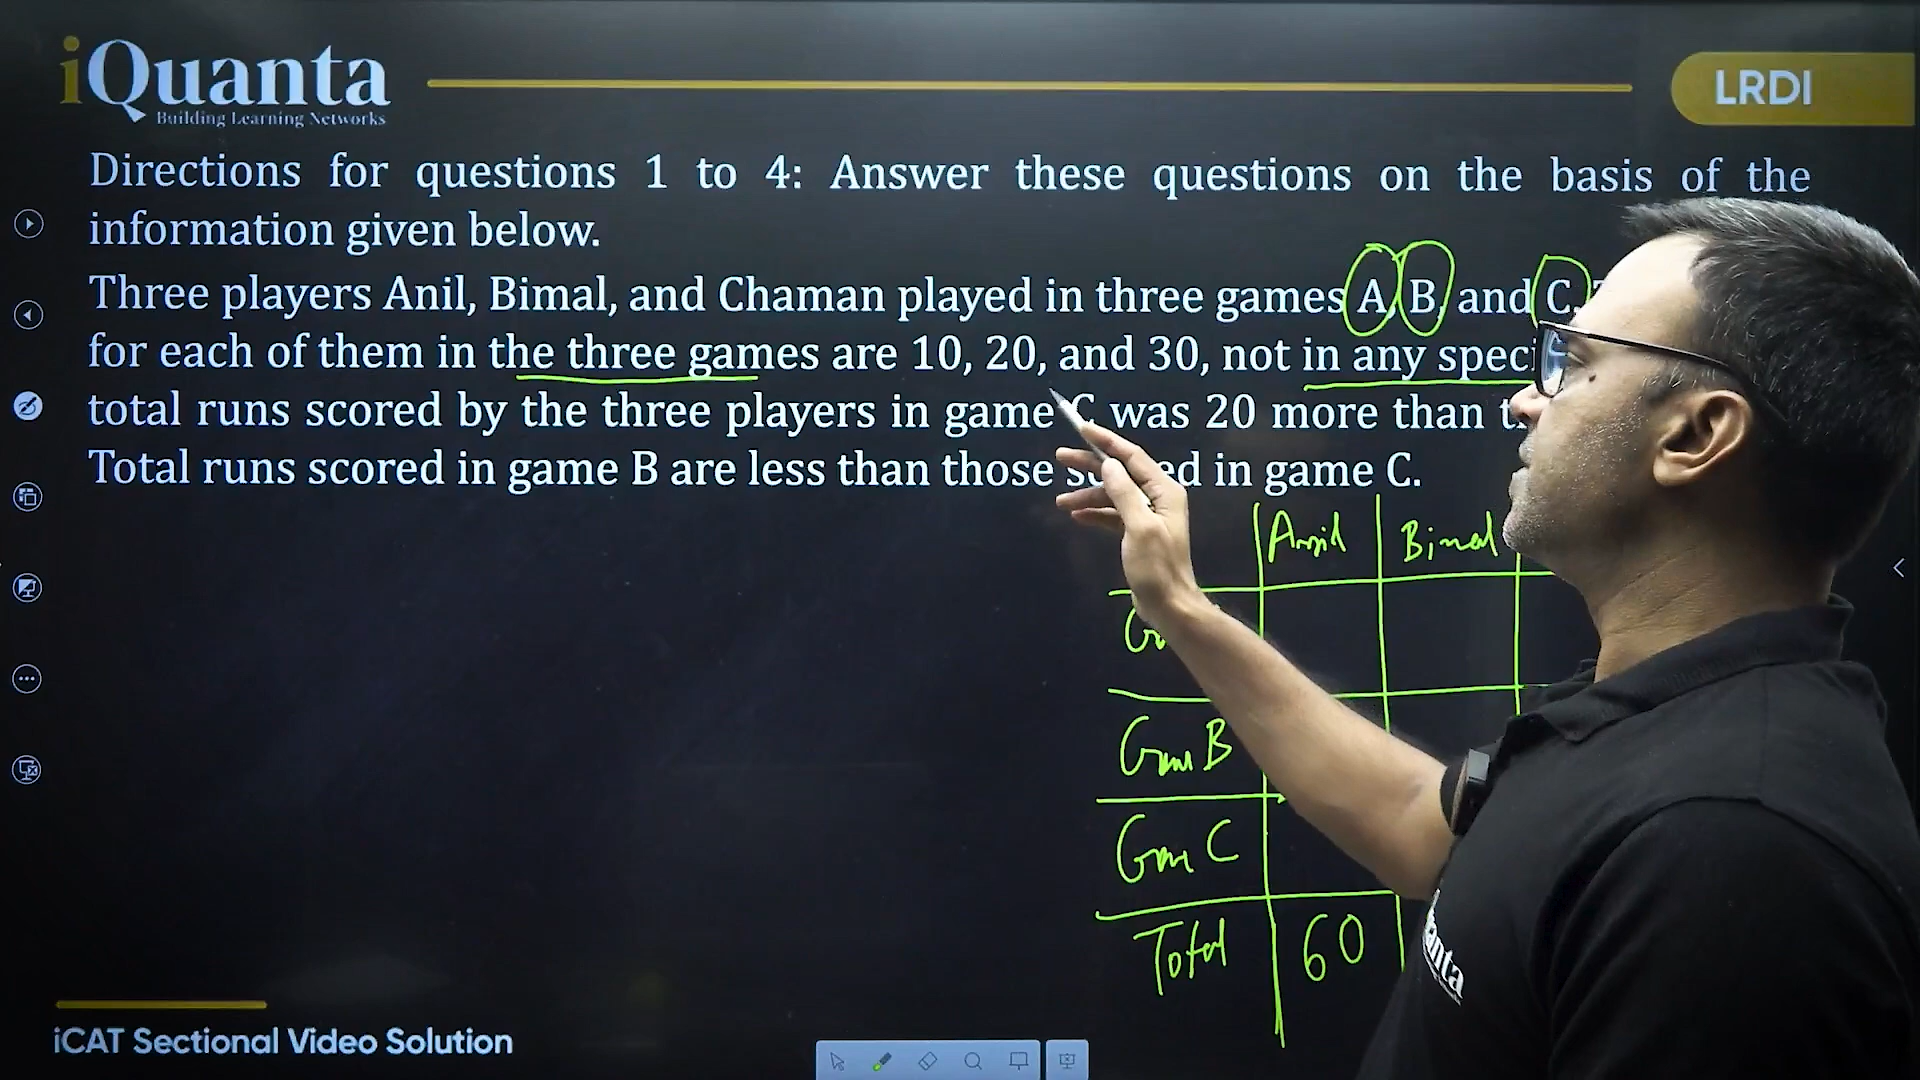 iQuanta
Building Learning Networks
LRDI
Directions for questions 1 to 4: Answer these questions on the basis of the
information given below.
Three players Anil, Bimal, and Chaman played in three games A, B, and C.
for each of them in the three games are 10, 20, and 30, not in any speci
total runs scored by the three players in game C was 20 more than t
Total runs scored in game B are less than those scored in game C.
Anil Bimal
Game B
Game C
Total 60
anta
iCAT Sectional Video Solution